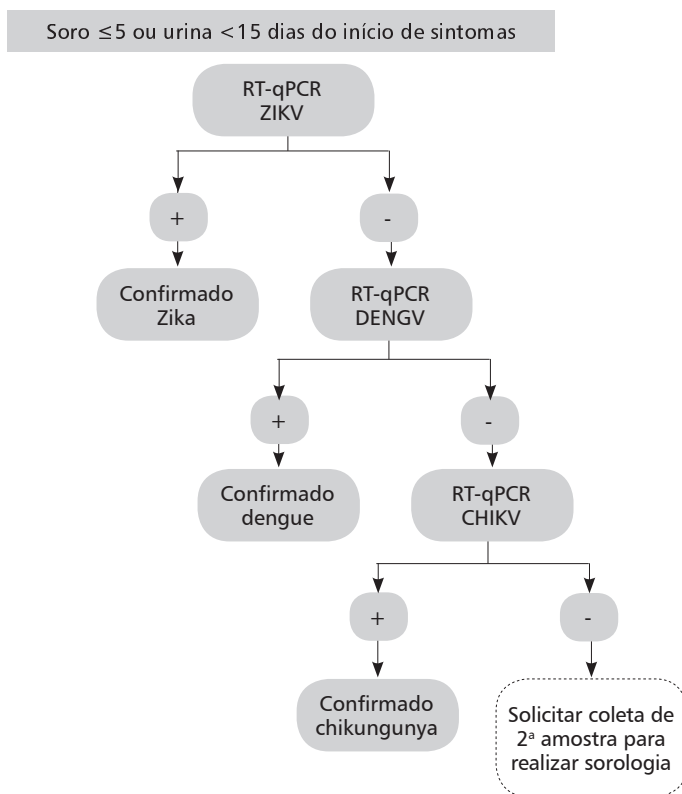 Soro ≤5 ou urina <15 dias do início de sintomas
RT-qPCR
ZIKV
+
-
Confirmado
Zika
RT-qPCR
DENGV
+
-
Confirmado
dengue
RT-qPCR
CHIKV
+
-
Confirmado
chikungunya
Solicitar coleta de
2ª amostra para
realizar sorologia